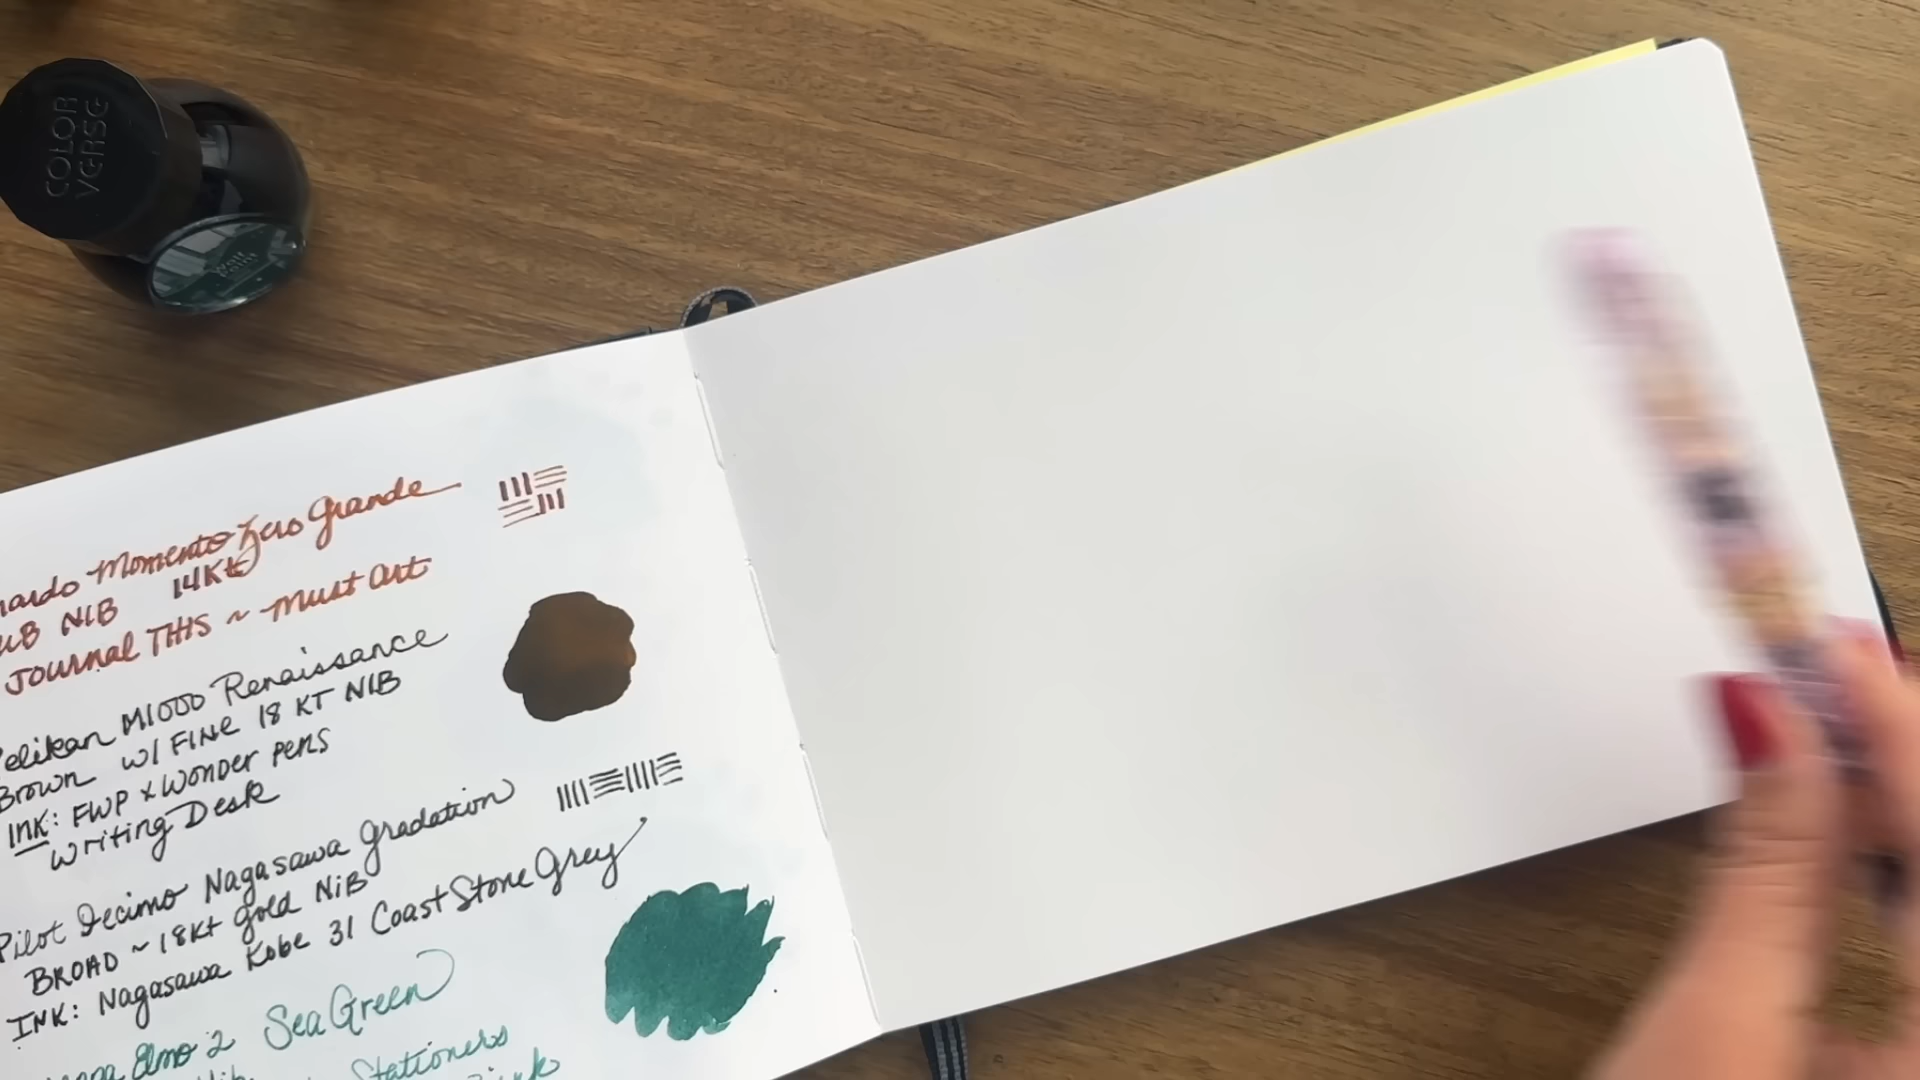 COLOR
VERSE
Momento Zero Grande
NIB 14Kt
Journal THIS ~ Must Art
Pelikan M1000 Renaissance
Brown w/ FINE 18 KT NIB
INK: FWP x Wonder Pens
Writing Desk
Pilot Decimo Nagasawa Gradation
BROAD ~ 18Kt Gold NiB
INK: Nagasawa Kobe 31 Coast Stone Grey
Elmo 2 Sea Green
Stationers